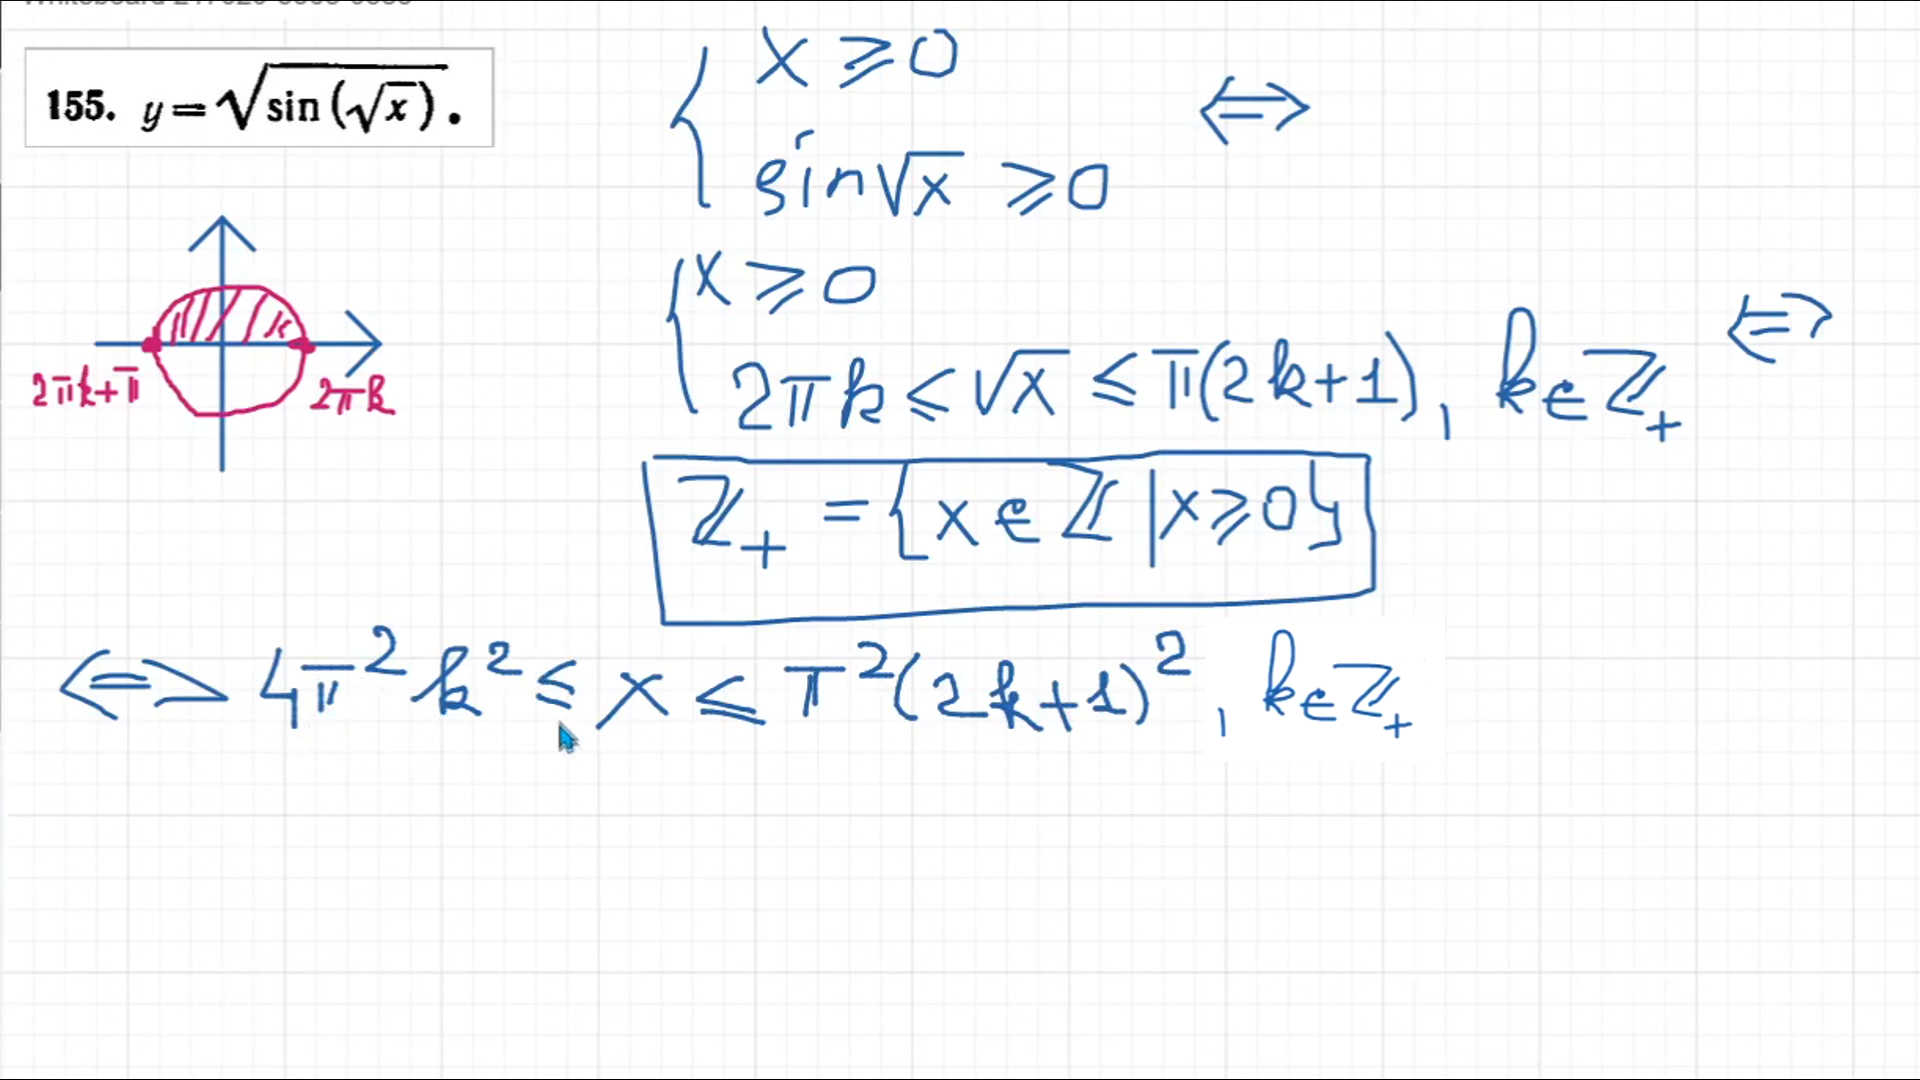 155. y = √(sin (√x)).
{ x ⩾ 0
sin√x ⩾ 0 ⟺
{ x ⩾ 0
2πk ≤ √x ≤ π(2k+1), k∈ℤ₊ ⟺
2πk+π 2πk
ℤ₊ = {x ∈ ℤ | x ⩾ 0}
⟺ 4π²k² ≤ x ≤ π²(2k+1)², k∈ℤ₊